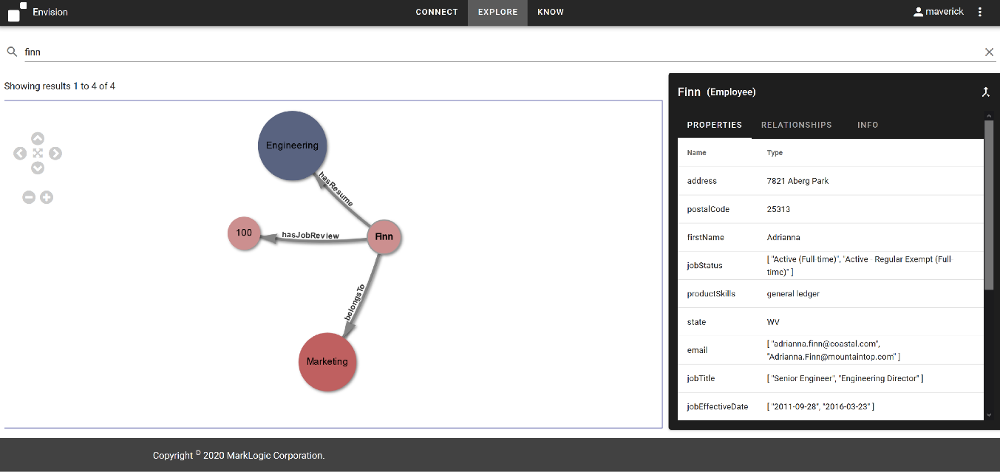 Envision
CONNECT
EXPLORE
KNOW
maverick
finn
Showing results 1 to 4 of 4
Engineering
hasResume
100
hasJobReview
Finn
belongsTo
Marketing
Finn (Employee)
PROPERTIES
RELATIONSHIPS
INFO
Name Type
address 7821 Aberg Park
postalCode 25313
firstName Adrianna
jobStatus [ "Active (Full-time)", "Active - Regular Exempt (Full-
time)" ]
productSkills general ledger
state WV
email [ "adrianna.finn@coastal.com",
"Adrianna.Finn@mountaintop.com" ]
jobTitle [ "Senior Engineer", "Engineering Director" ]
jobEffectiveDate [ "2011-09-28", "2016-03-23" ]
Copyright © 2020 MarkLogic Corporation.